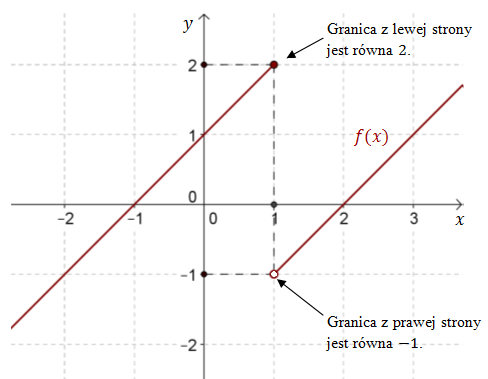 y
Granica z lewej strony
jest równa 2.
2
1
f(x)
0
-2 -1 0 1 2 3 x
-1
Granica z prawej strony
jest równa −1.
-2